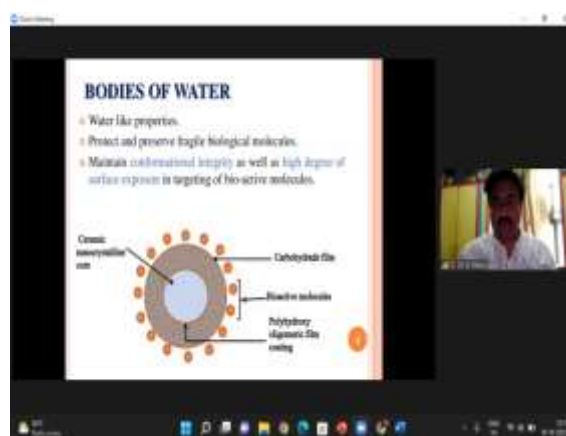 Zoom Meeting
BODIES OF WATER
Water like properties.
Protect and preserve fragile biological molecules.
Maintain conformational integrity as well as high degree of
surface exposure in targeting of bio-active molecules.
Ceramic
nanocrystalline
core
Carbohydrate film
Bioactive molecules
Polyhydroxy
oligomeric film
coating